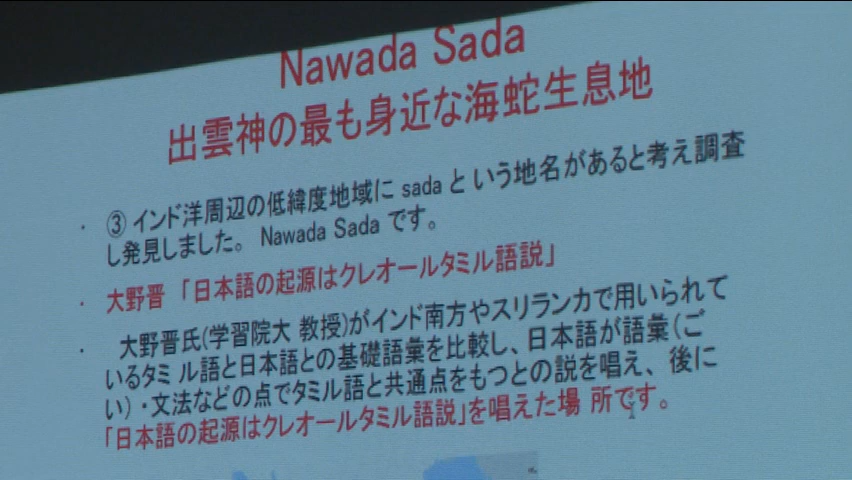 Nawada Sada
出雲神の最も身近な海蛇生息地
・ ③ インド洋周辺の低緯度地域に sada と いう地名があると考え調査
し発見しました。 Nawada Sada です。
・ 大野晋 「日本語の起源はクレオールタミル語説」
・ 大野晋氏(学習院大 教授)がインド南方やスリランカで用いられて
いるタミ ル語と日本語との基礎語彙を比較し、日本語が語彙(ご
い)・文法などの点でタミル語と共通点をもつとの説を唱え、 後に
「日本語の起源はクレオールタミル語説」を唱えた場 所です。